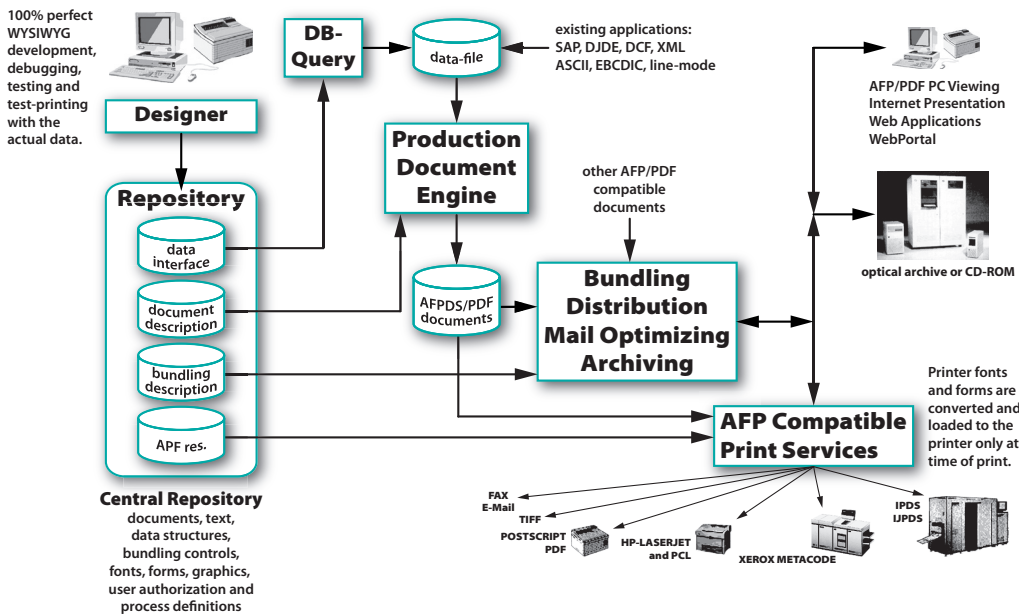 100% perfect
WYSIWYG
development,
debugging,
testing and
test-printing
with the
actual data.
Designer
Repository
data
interface
document
description
bundling
description
APF res.
Central Repository
documents, text,
data structures,
bundling controls,
fonts, forms, graphics,
user authorization and
process definitions
DB-
Query
data-file
existing applications:
SAP, DJDE, DCF, XML
ASCII, EBCDIC, line-mode
Production
Document
Engine
AFPDS/PDF
documents
other AFP/PDF
compatible
documents
Bundling
Distribution
Mail Optimizing
Archiving
AFP/PDF PC Viewing
Internet Presentation
Web Applications
WebPortal
optical archive or CD-ROM
Printer fonts
and forms are
converted and
loaded to the
printer only at
time of print.
AFP Compatible
Print Services
FAX
E-Mail
TIFF
POSTSCRIPT
PDF
HP-LASERJET
and PCL
XEROX METACODE
IPDS
IJPDS